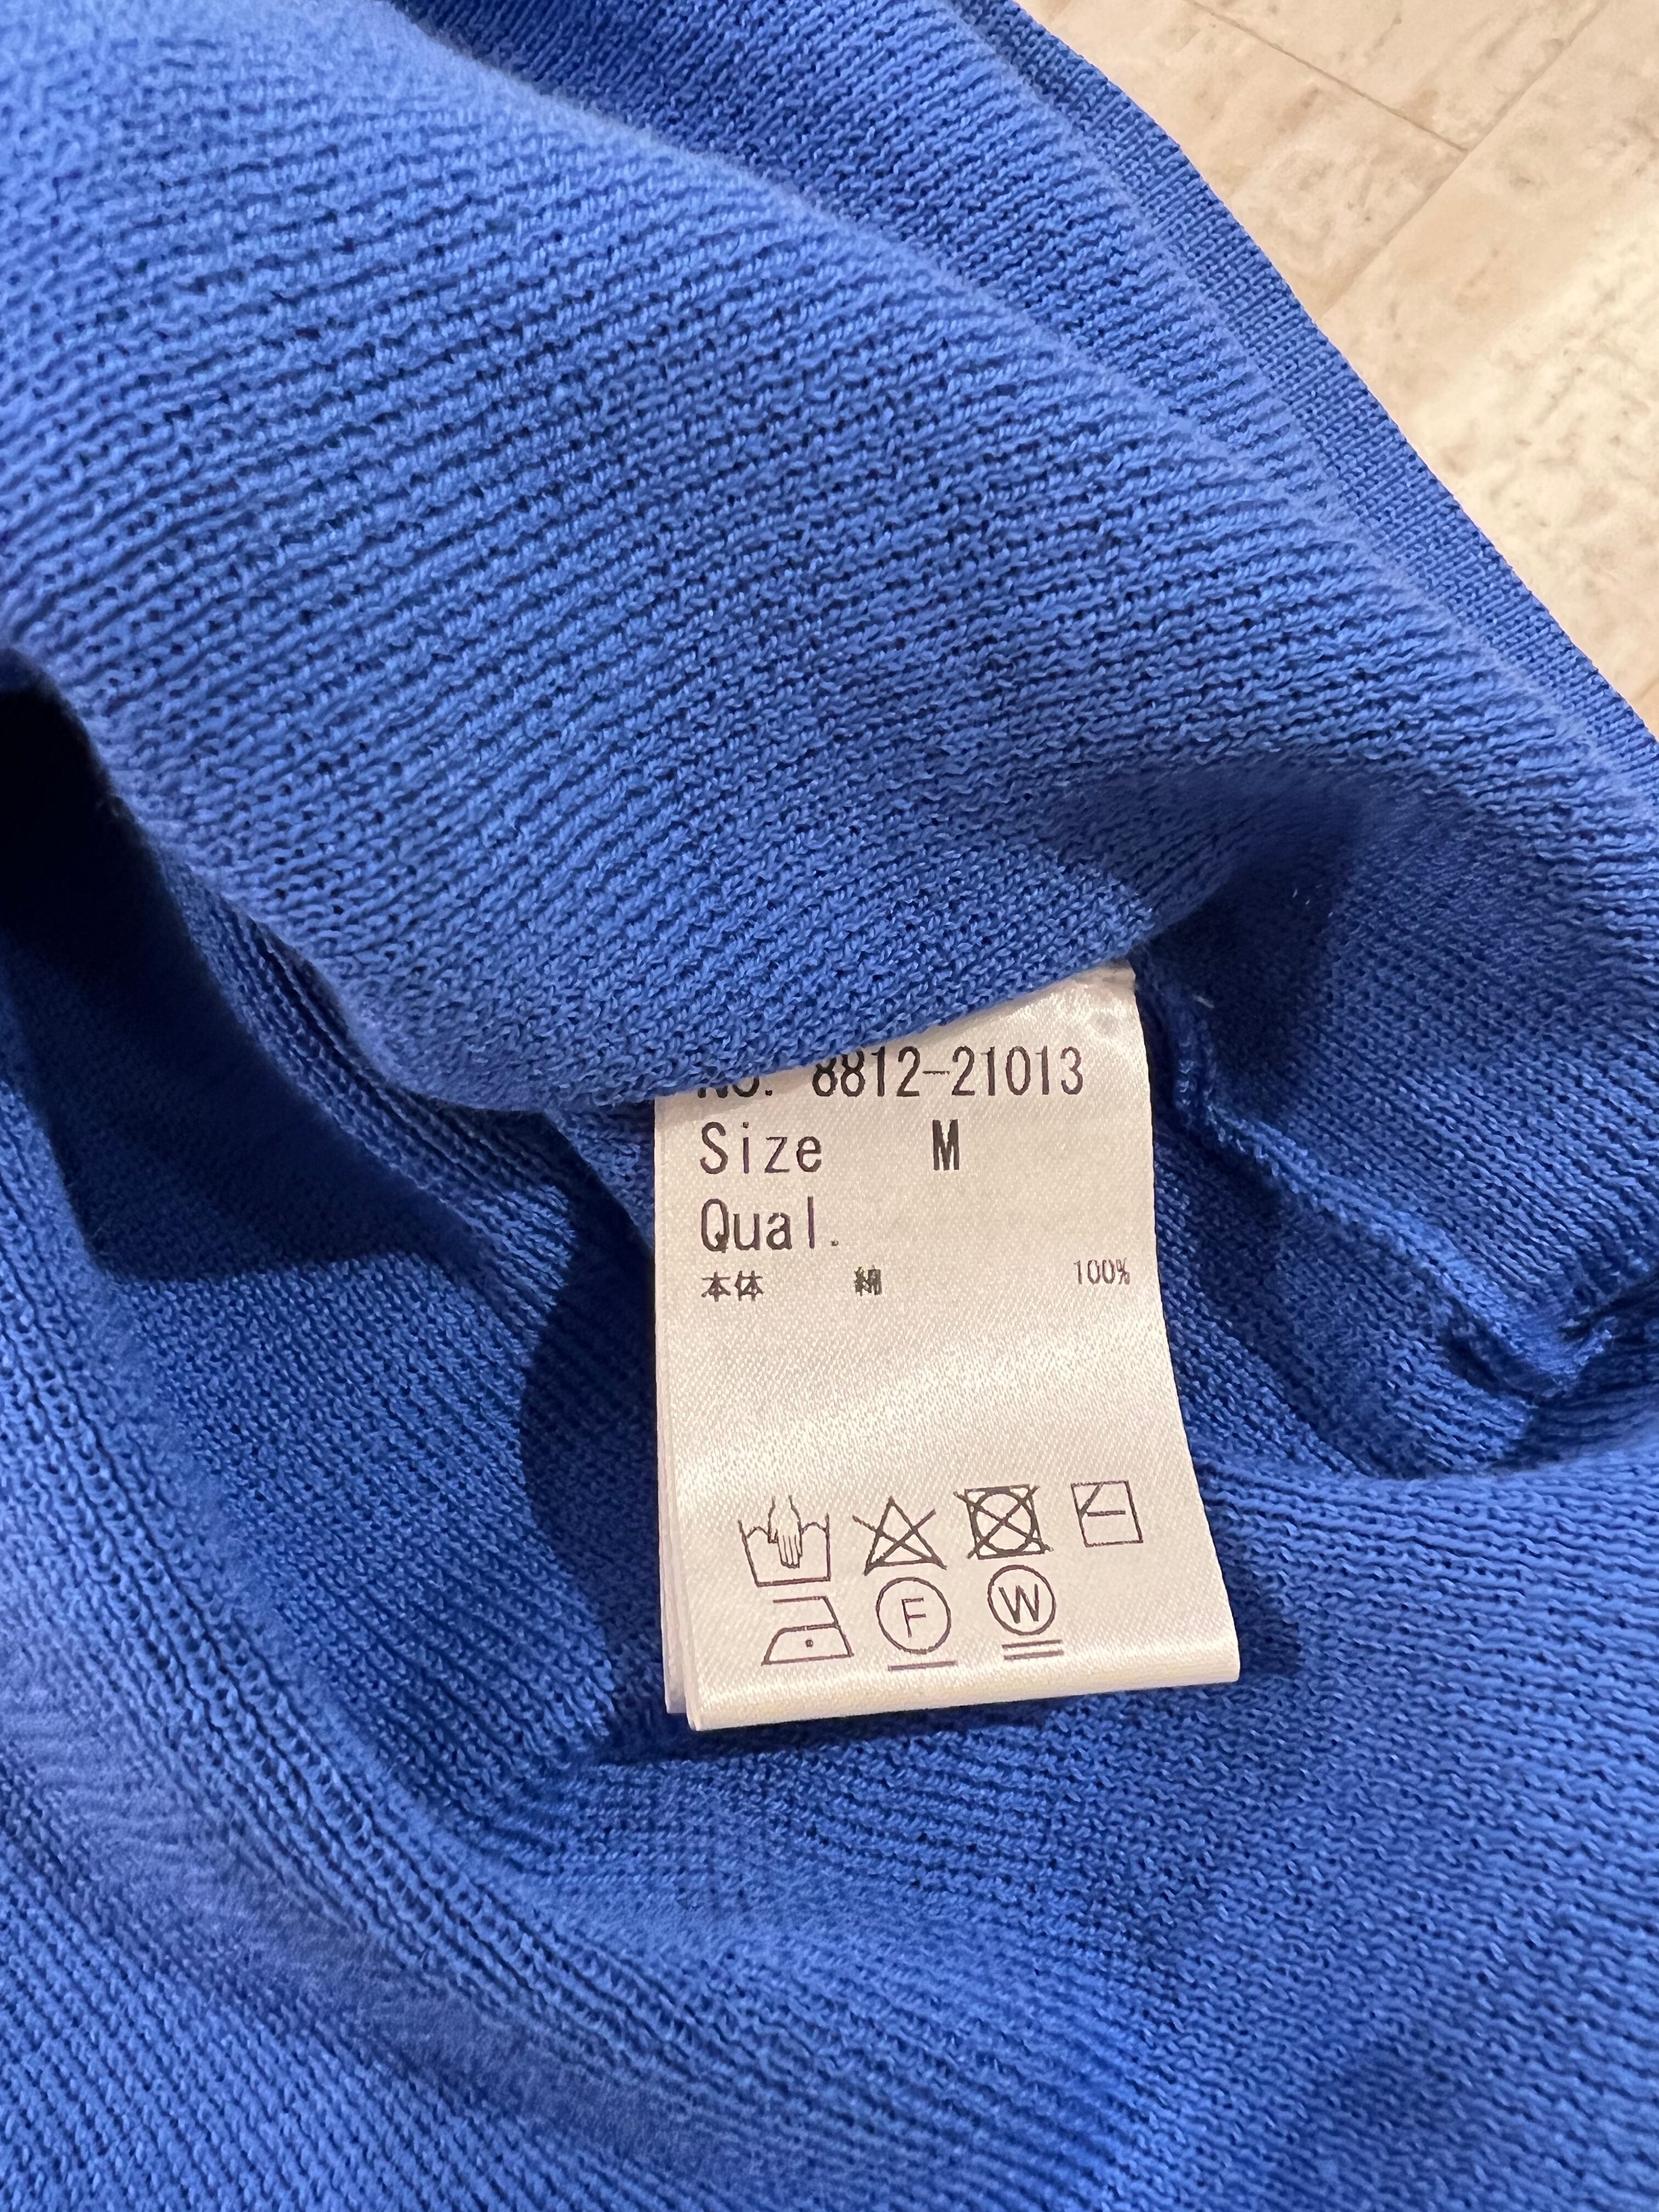 No. 8812-21013
Size M
Qual.
本体 綿 100%
F W